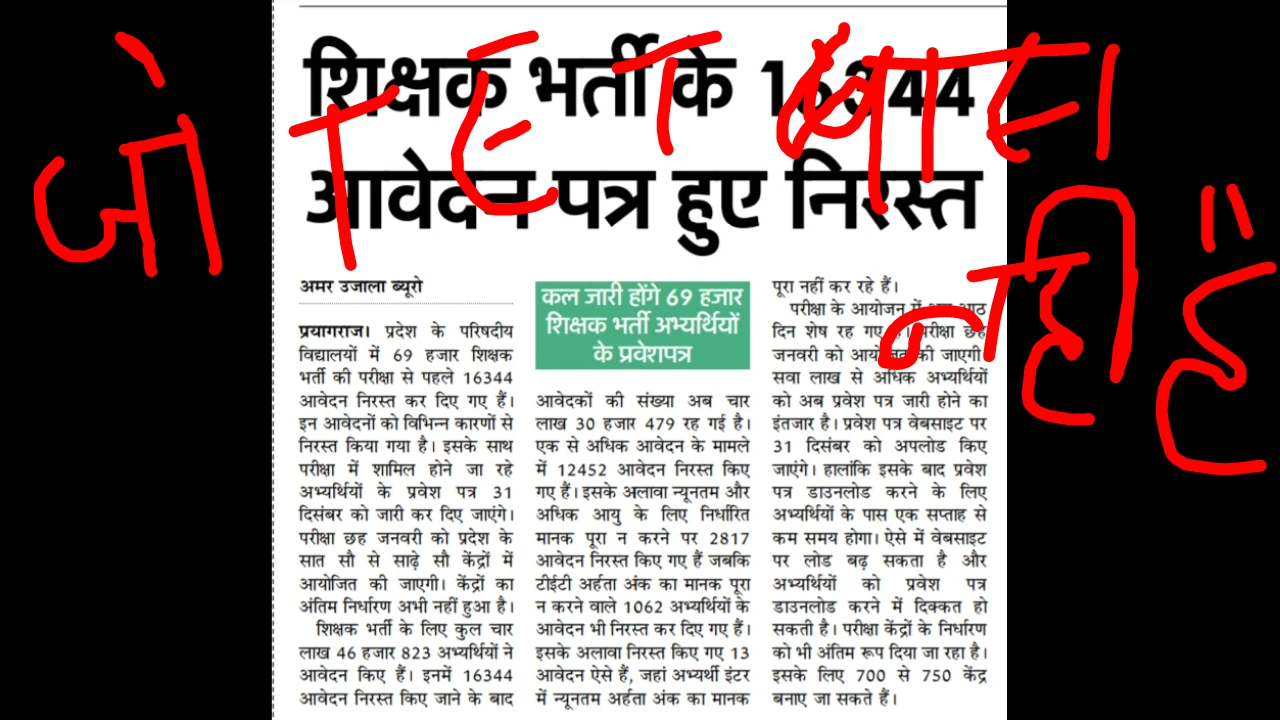 शिक्षक भर्ती के 16344
आवेदन पत्र हुए निरस्त
अमर उजाला ब्यूरो
प्रयागराज। प्रदेश के परिषदीय
विद्यालयों में 69 हजार शिक्षक
भर्ती की परीक्षा से पहले 16344
आवेदन निरस्त कर दिए गए हैं।
इन आवेदनों को विभिन्न कारणों से
निरस्त किया गया है। इसके साथ
परीक्षा में शामिल होने जा रहे
अभ्यर्थियों के प्रवेश पत्र 31
दिसंबर को जारी कर दिए जाएंगे।
परीक्षा छह जनवरी को प्रदेश के
सात सौ से साढ़े सौ केंद्रों में
आयोजित की जाएगी। केंद्रों का
अंतिम निर्धारण अभी नहीं हुआ है।
शिक्षक भर्ती के लिए कुल चार
लाख 46 हजार 823 अभ्यर्थियों ने
आवेदन किए हैं। इनमें 16344
आवेदन निरस्त किए जाने के बाद
कल जारी होंगे 69 हजार
शिक्षक भर्ती अभ्यर्थियों
के प्रवेशपत्र
आवेदकों की संख्या अब चार
लाख 30 हजार 479 रह गई है।
एक से अधिक आवेदन के मामले
में 12452 आवेदन निरस्त किए
गए हैं। इसके अलावा न्यूनतम और
अधिक आयु के लिए निर्धारित
मानक पूरा न करने पर 2817
आवेदन निरस्त किए गए हैं जबकि
टीईटी अर्हता अंक का मानक पूरा
न करने वाले 1062 अभ्यर्थियों के
आवेदन भी निरस्त कर दिए गए हैं।
इसके अलावा निरस्त किए गए 13
आवेदन ऐसे हैं, जहां अभ्यर्थी इंटर
में न्यूनतम अर्हता अंक का मानक
पूरा नहीं कर रहे हैं।
परीक्षा के आयोजन में आठ
दिन शेष रह गए हैं। परीक्षा छह
जनवरी को आयोजित की जाएगी
सवा लाख से अधिक अभ्यर्थियों
को अब प्रवेश पत्र जारी होने का
इंतजार है। प्रवेश पत्र वेबसाइट पर
31 दिसंबर को अपलोड किए
जाएंगे। हालांकि इसके बाद प्रवेश
पत्र डाउनलोड करने के लिए
अभ्यर्थियों के पास एक सप्ताह से
कम समय होगा। ऐसे में वेबसाइट
पर लोड बढ़ सकता है और
अभ्यर्थियों को प्रवेश पत्र
डाउनलोड करने में दिक्कत हो
सकती है। परीक्षा केंद्रों के निर्धारण
को भी अंतिम रूप दिया जा रहा है।
इसके लिए 700 से 750 केंद्र
बनाए जा सकते हैं।
जो
नही हैं